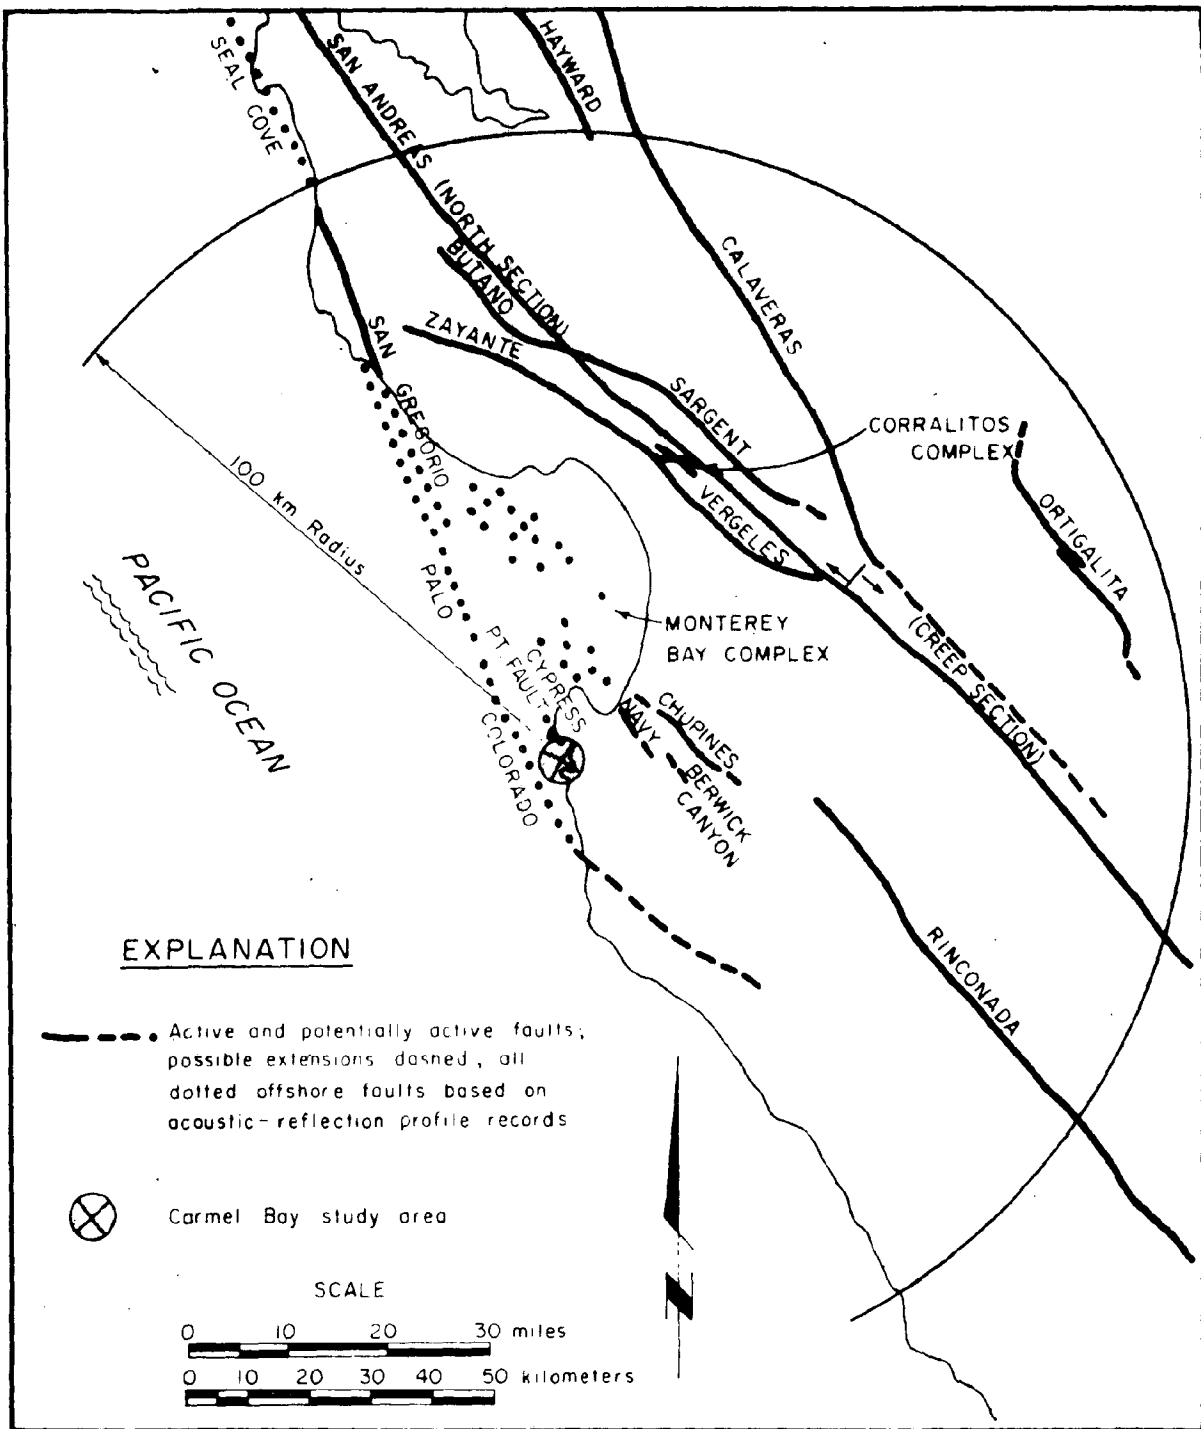 SEAL COVE
SAN ANDREAS (NORTH SECTION)
HAYWARD
CALAVERAS
BUTANO
ZAYANTE
SAN GREGORIO
SARGENT
CORRALITOS
COMPLEX
VERGELES
ORTIGALITA
100 km Radius
PALO COLORADO
PACIFIC OCEAN
MONTEREY
BAY COMPLEX
CYPRESS
PT. FAULT
(CREEP SECTION)
NAVY
CHUPINES
BERWICK
CANYON
RINCONADA
EXPLANATION
Active and potentially active faults;
possible extensions dashed, all
dotted offshore faults based on
acoustic-reflection profile records
Carmel Bay study area
SCALE
0 10 20 30 miles
0 10 20 30 40 50 kilometers
N